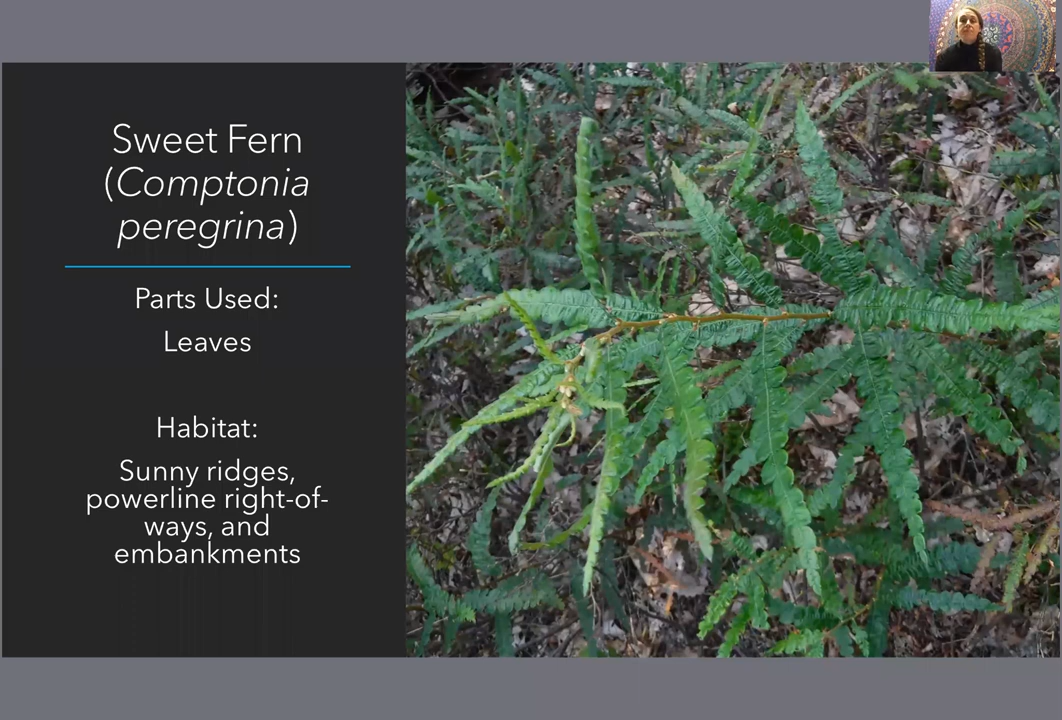 Sweet Fern
(Comptonia
peregrina)
Parts Used:
Leaves
Habitat:
Sunny ridges,
powerline right-of-
ways, and
embankments